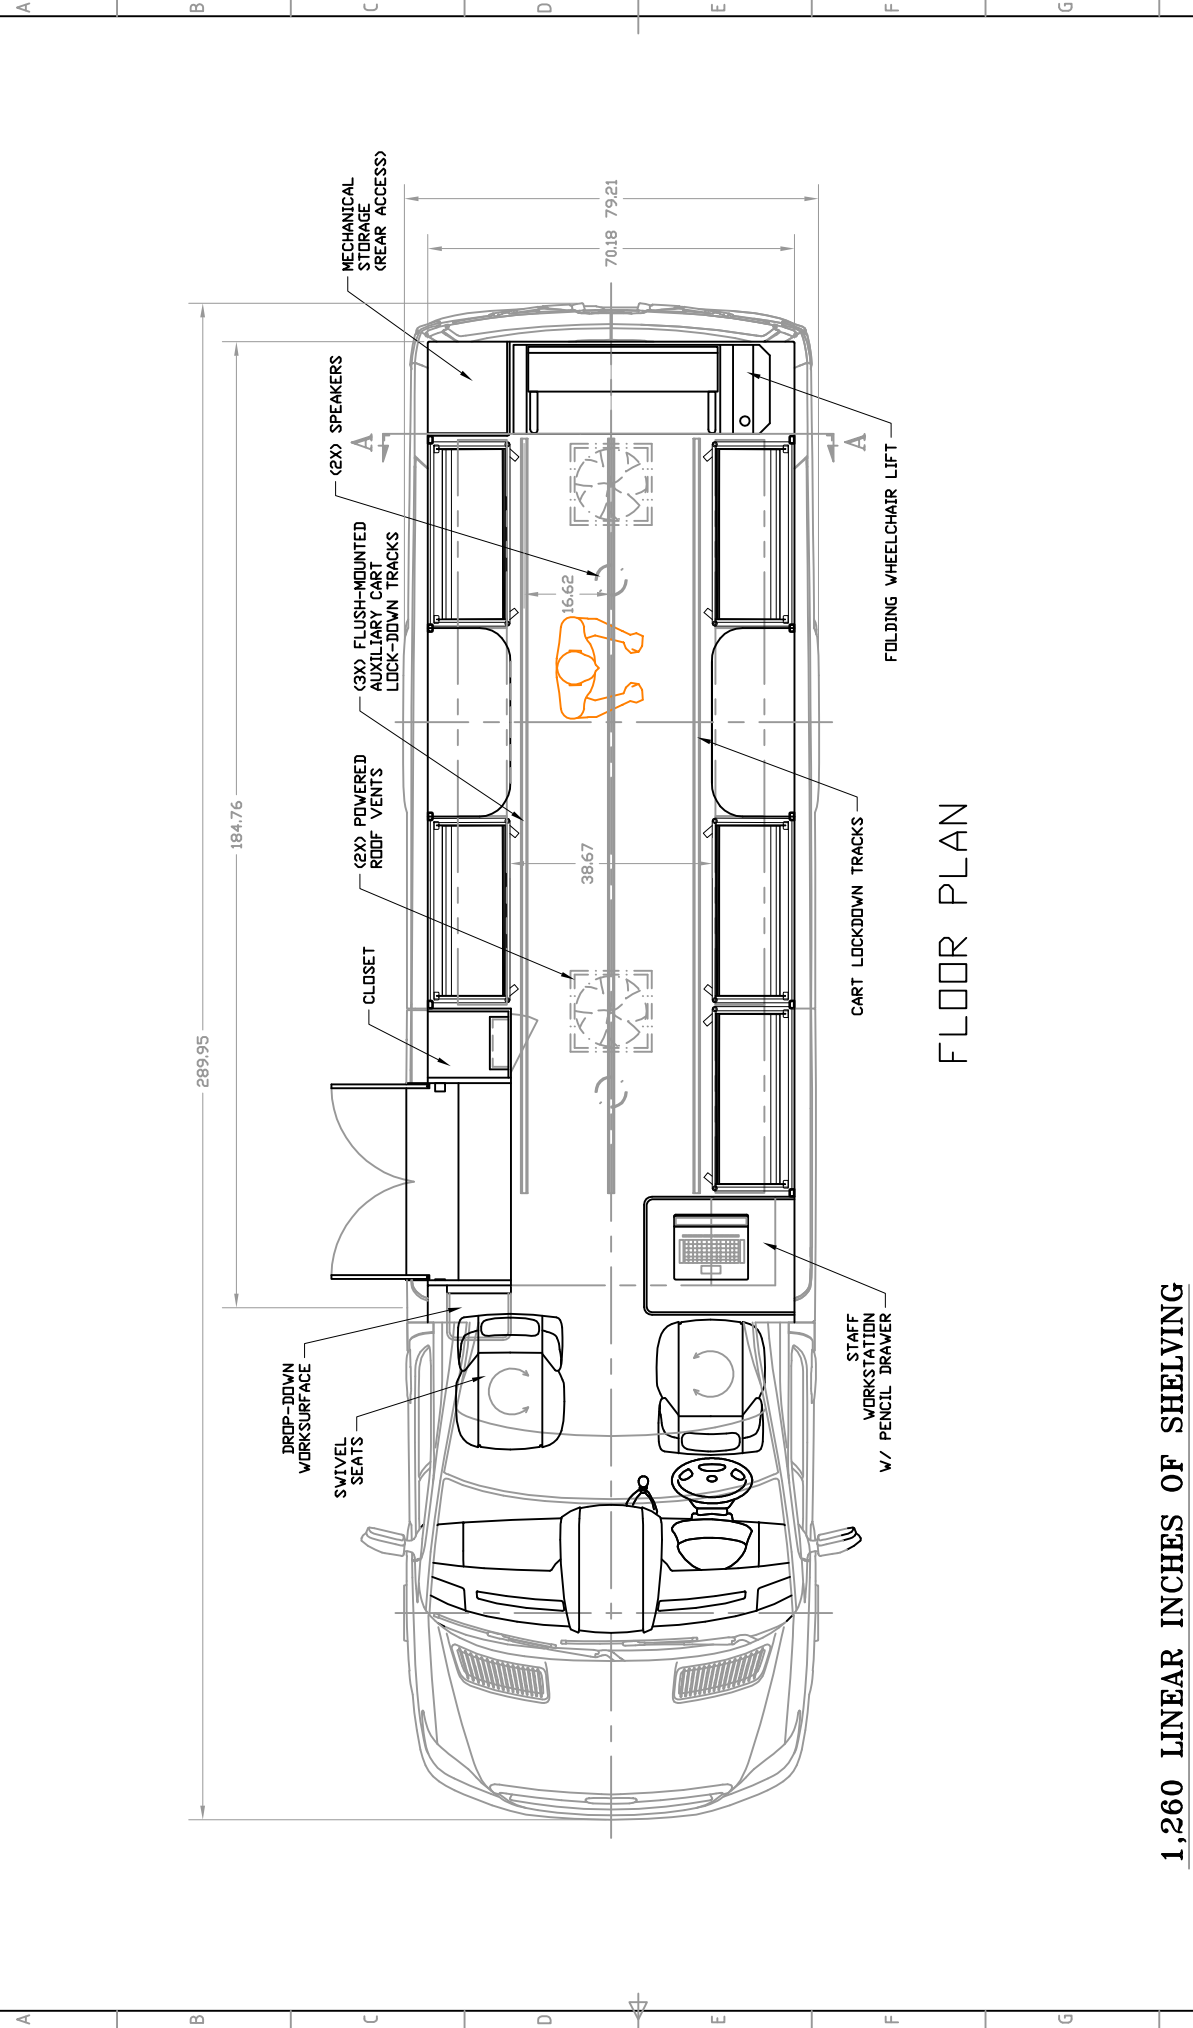 A
B
C
D
E
F
G
MECHANICAL
STORAGE
(REAR ACCESS)
79.21
70.18
(2X) SPEAKERS
A
A
(3X) FLUSH-MOUNTED
AUXILIARY CART
LOCK-DOWN TRACKS
16.62
FOLDING WHEELCHAIR LIFT
(2X) POWERED
ROOF VENTS
184.76
38.67
CART LOCKDOWN TRACKS
CLOSET
289.95
FLOOR PLAN
DROP-DOWN
WORKSURFACE
SWIVEL
SEATS
STAFF
WORKSTATION
W/ PENCIL DRAWER
1,260 LINEAR INCHES OF SHELVING
A
B
C
D
E
F
G